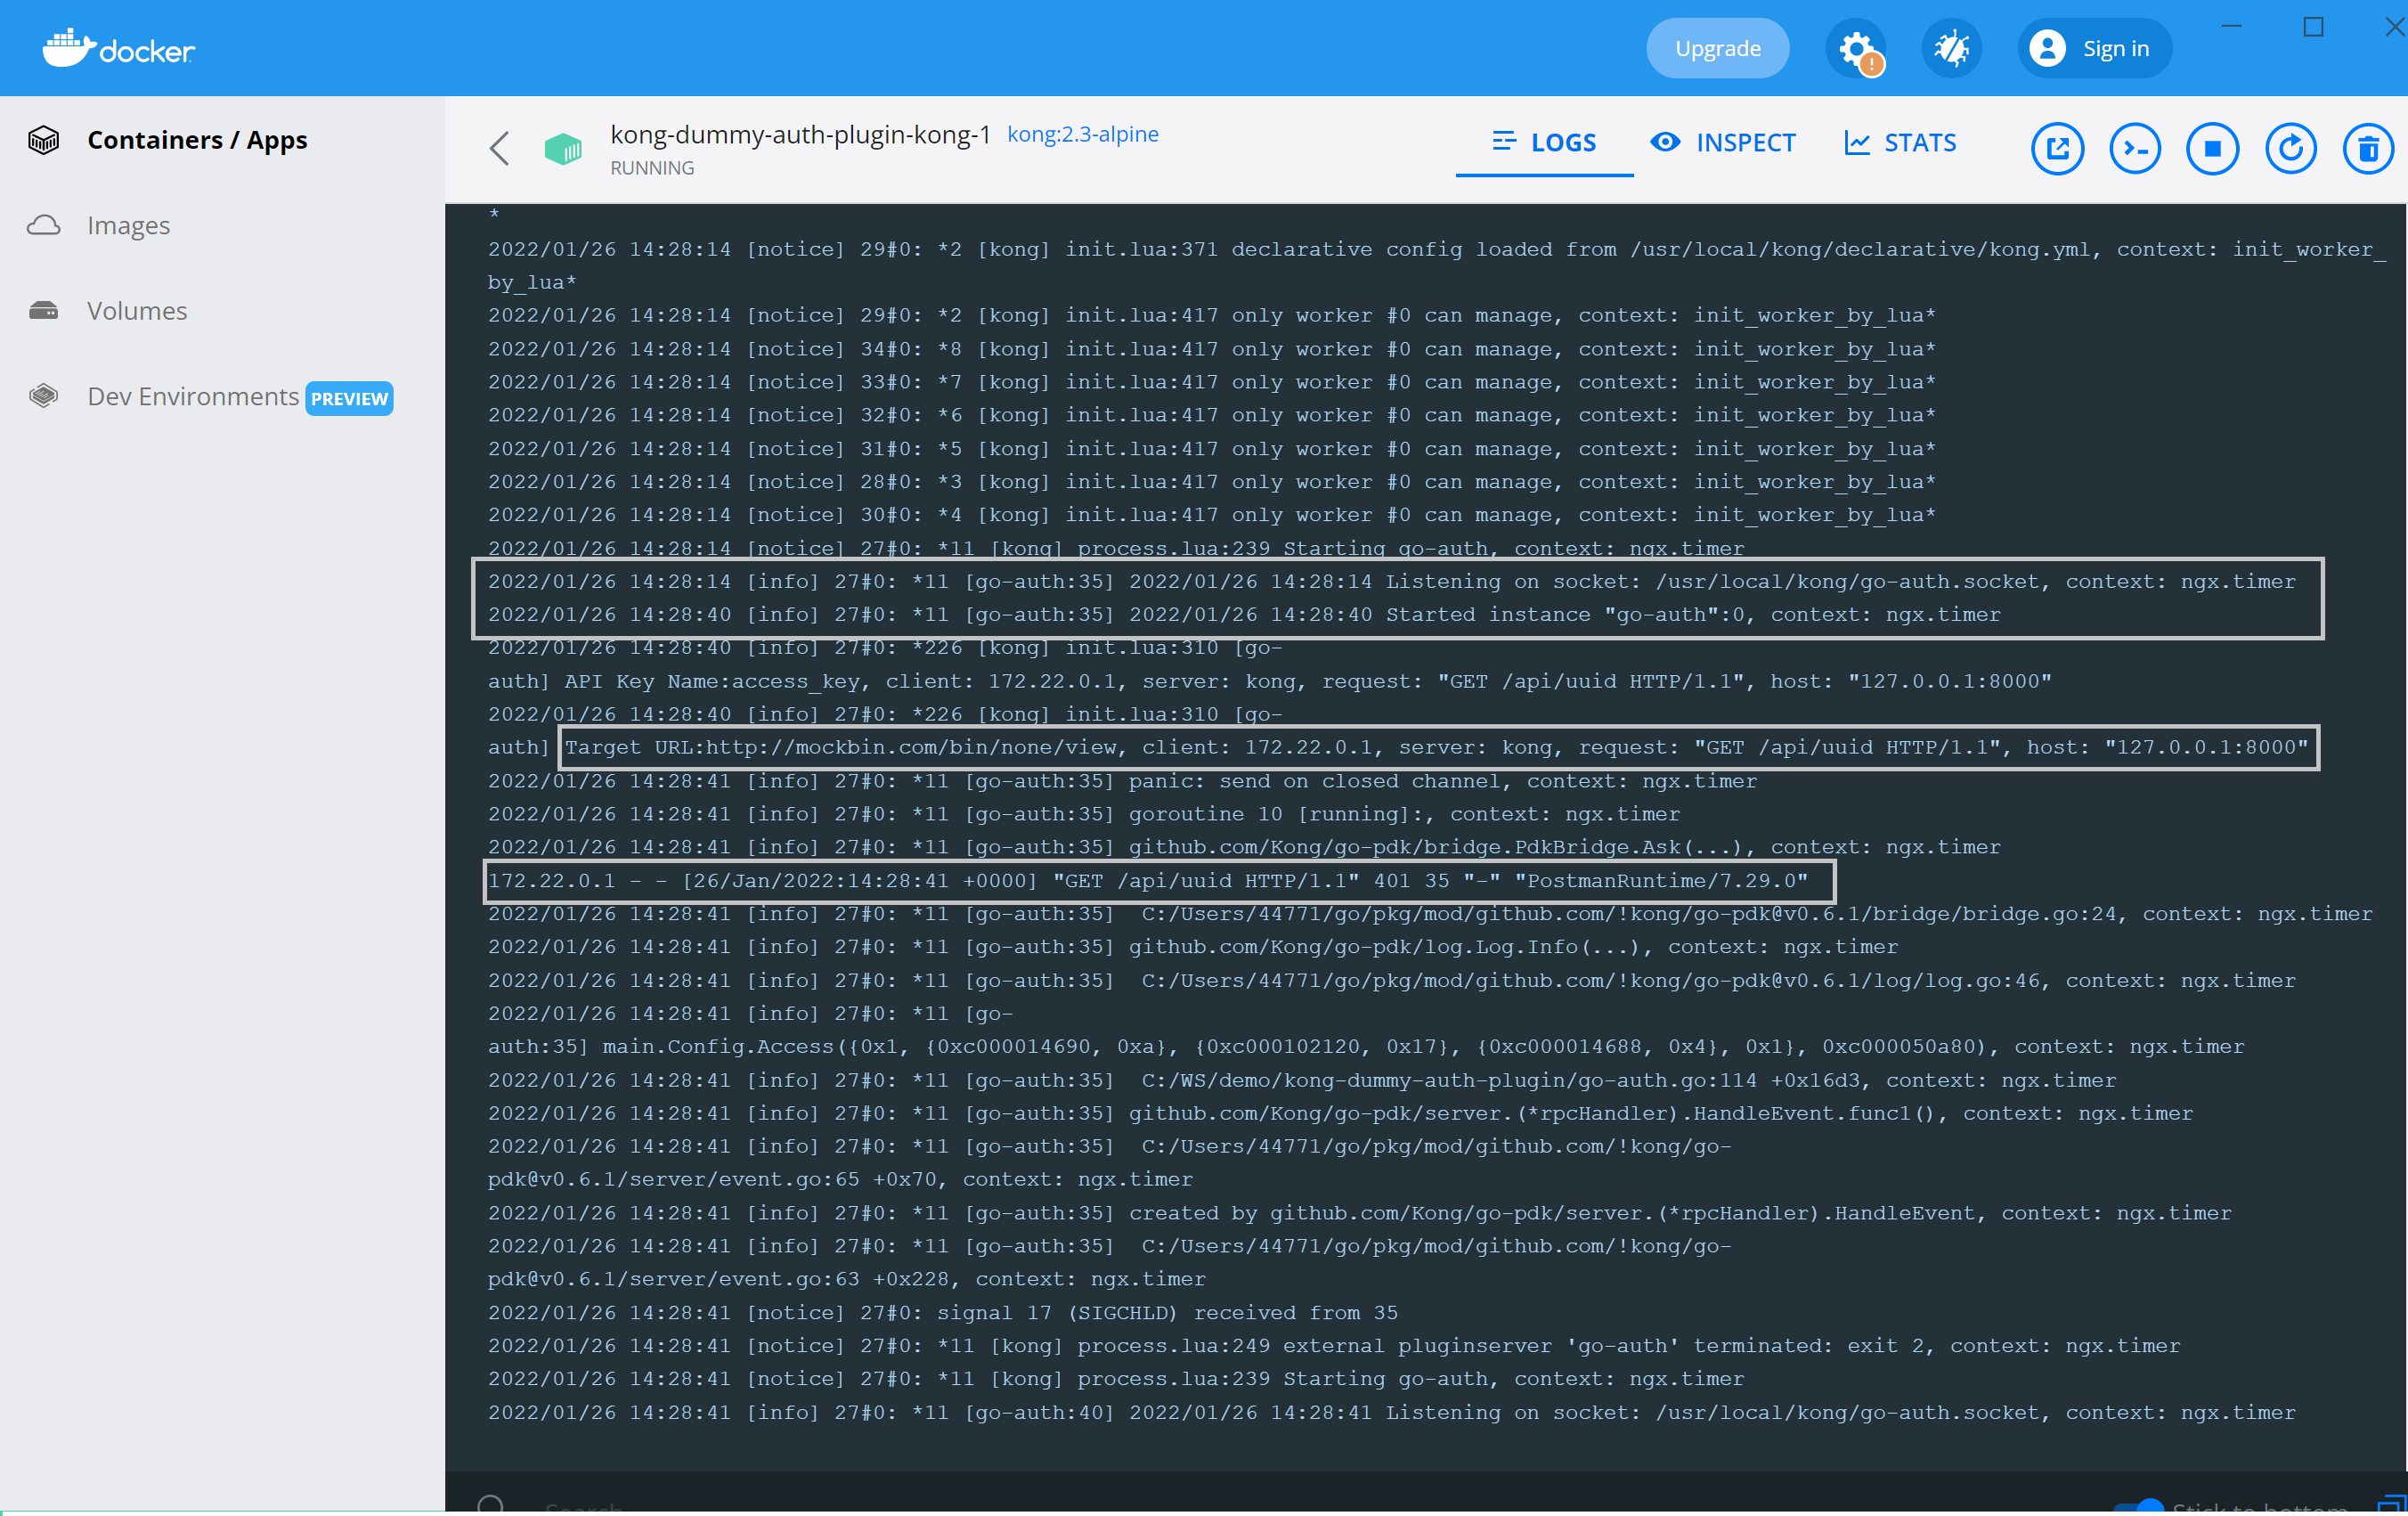 docker
Upgrade
Sign in
Containers / Apps
Images
Volumes
Dev Environments PREVIEW
kong-dummy-auth-plugin-kong-1 kong:2.3-alpine
RUNNING
LOGS
INSPECT
STATS
*
2022/01/26 14:28:14 [notice] 29#0: *2 [kong] init.lua:371 declarative config loaded from /usr/local/kong/declarative/kong.yml, context: init_worker_
by_lua*
2022/01/26 14:28:14 [notice] 29#0: *2 [kong] init.lua:417 only worker #0 can manage, context: init_worker_by_lua*
2022/01/26 14:28:14 [notice] 34#0: *8 [kong] init.lua:417 only worker #0 can manage, context: init_worker_by_lua*
2022/01/26 14:28:14 [notice] 33#0: *7 [kong] init.lua:417 only worker #0 can manage, context: init_worker_by_lua*
2022/01/26 14:28:14 [notice] 32#0: *6 [kong] init.lua:417 only worker #0 can manage, context: init_worker_by_lua*
2022/01/26 14:28:14 [notice] 31#0: *5 [kong] init.lua:417 only worker #0 can manage, context: init_worker_by_lua*
2022/01/26 14:28:14 [notice] 28#0: *3 [kong] init.lua:417 only worker #0 can manage, context: init_worker_by_lua*
2022/01/26 14:28:14 [notice] 30#0: *4 [kong] init.lua:417 only worker #0 can manage, context: init_worker_by_lua*
2022/01/26 14:28:14 [notice] 27#0: *11 [kong] process.lua:239 Starting go-auth, context: ngx.timer
2022/01/26 14:28:14 [info] 27#0: *11 [go-auth:35] 2022/01/26 14:28:14 Listening on socket: /usr/local/kong/go-auth.socket, context: ngx.timer
2022/01/26 14:28:40 [info] 27#0: *11 [go-auth:35] 2022/01/26 14:28:40 Started instance "go-auth":0, context: ngx.timer
2022/01/26 14:28:40 [info] 27#0: *226 [kong] init.lua:310 [go-
auth] API Key Name:access_key, client: 172.22.0.1, server: kong, request: "GET /api/uuid HTTP/1.1", host: "127.0.0.1:8000"
2022/01/26 14:28:40 [info] 27#0: *226 [kong] init.lua:310 [go-
auth] Target URL:http://mockbin.com/bin/none/view, client: 172.22.0.1, server: kong, request: "GET /api/uuid HTTP/1.1", host: "127.0.0.1:8000"
2022/01/26 14:28:41 [info] 27#0: *11 [go-auth:35] panic: send on closed channel, context: ngx.timer
2022/01/26 14:28:41 [info] 27#0: *11 [go-auth:35] goroutine 10 [running]:, context: ngx.timer
2022/01/26 14:28:41 [info] 27#0: *11 [go-auth:35] github.com/Kong/go-pdk/bridge.PdkBridge.Ask(...), context: ngx.timer
172.22.0.1 - - [26/Jan/2022:14:28:41 +0000] "GET /api/uuid HTTP/1.1" 401 35 "-" "PostmanRuntime/7.29.0"
2022/01/26 14:28:41 [info] 27#0: *11 [go-auth:35]  C:/Users/44771/go/pkg/mod/github.com/!kong/go-pdk@v0.6.1/bridge/bridge.go:24, context: ngx.timer
2022/01/26 14:28:41 [info] 27#0: *11 [go-auth:35] github.com/Kong/go-pdk/log.Log.Info(...), context: ngx.timer
2022/01/26 14:28:41 [info] 27#0: *11 [go-auth:35]  C:/Users/44771/go/pkg/mod/github.com/!kong/go-pdk@v0.6.1/log/log.go:46, context: ngx.timer
2022/01/26 14:28:41 [info] 27#0: *11 [go-
auth:35] main.Config.Access({0x1, {0xc000014690, 0xa}, {0xc000102120, 0x17}, {0xc000014688, 0x4}, 0x1}, 0xc000050a80), context: ngx.timer
2022/01/26 14:28:41 [info] 27#0: *11 [go-auth:35]  C:/WS/demo/kong-dummy-auth-plugin/go-auth.go:114 +0x16d3, context: ngx.timer
2022/01/26 14:28:41 [info] 27#0: *11 [go-auth:35] github.com/Kong/go-pdk/server.(*rpcHandler).HandleEvent.func1(), context: ngx.timer
2022/01/26 14:28:41 [info] 27#0: *11 [go-auth:35]  C:/Users/44771/go/pkg/mod/github.com/!kong/go-
pdk@v0.6.1/server/event.go:65 +0x70, context: ngx.timer
2022/01/26 14:28:41 [info] 27#0: *11 [go-auth:35] created by github.com/Kong/go-pdk/server.(*rpcHandler).HandleEvent, context: ngx.timer
2022/01/26 14:28:41 [info] 27#0: *11 [go-auth:35]  C:/Users/44771/go/pkg/mod/github.com/!kong/go-
pdk@v0.6.1/server/event.go:63 +0x228, context: ngx.timer
2022/01/26 14:28:41 [notice] 27#0: signal 17 (SIGCHLD) received from 35
2022/01/26 14:28:41 [notice] 27#0: *11 [kong] process.lua:249 external pluginserver 'go-auth' terminated: exit 2, context: ngx.timer
2022/01/26 14:28:41 [notice] 27#0: *11 [kong] process.lua:239 Starting go-auth, context: ngx.timer
2022/01/26 14:28:41 [info] 27#0: *11 [go-auth:40] 2022/01/26 14:28:41 Listening on socket: /usr/local/kong/go-auth.socket, context: ngx.timer
Search
Stick to bottom